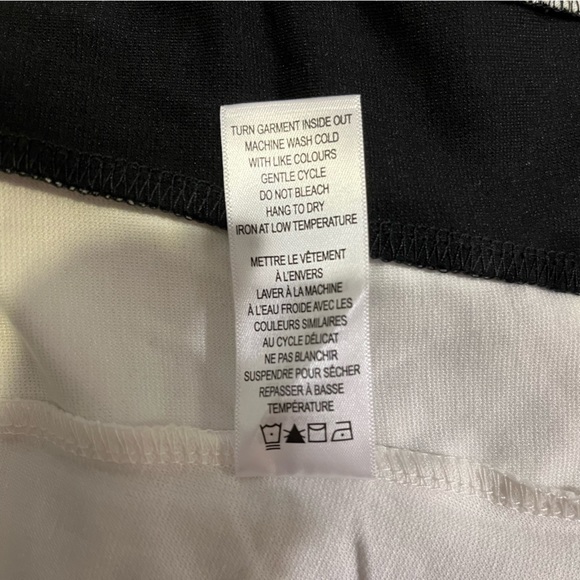 TURN GARMENT INSIDE OUT
MACHINE WASH COLD
WITH LIKE COLOURS
GENTLE CYCLE
DO NOT BLEACH
HANG TO DRY
IRON AT LOW TEMPERATURE
METTRE LE VÊTEMENT
À L'ENVERS
LAVER À LA MACHINE
À L'EAU FROIDE AVEC LES
COULEURS SIMILAIRES
AU CYCLE DÉLICAT
NE PAS BLANCHIR
SUSPENDRE POUR SÉCHER
REPASSER À BASSE
TEMPÉRATURE